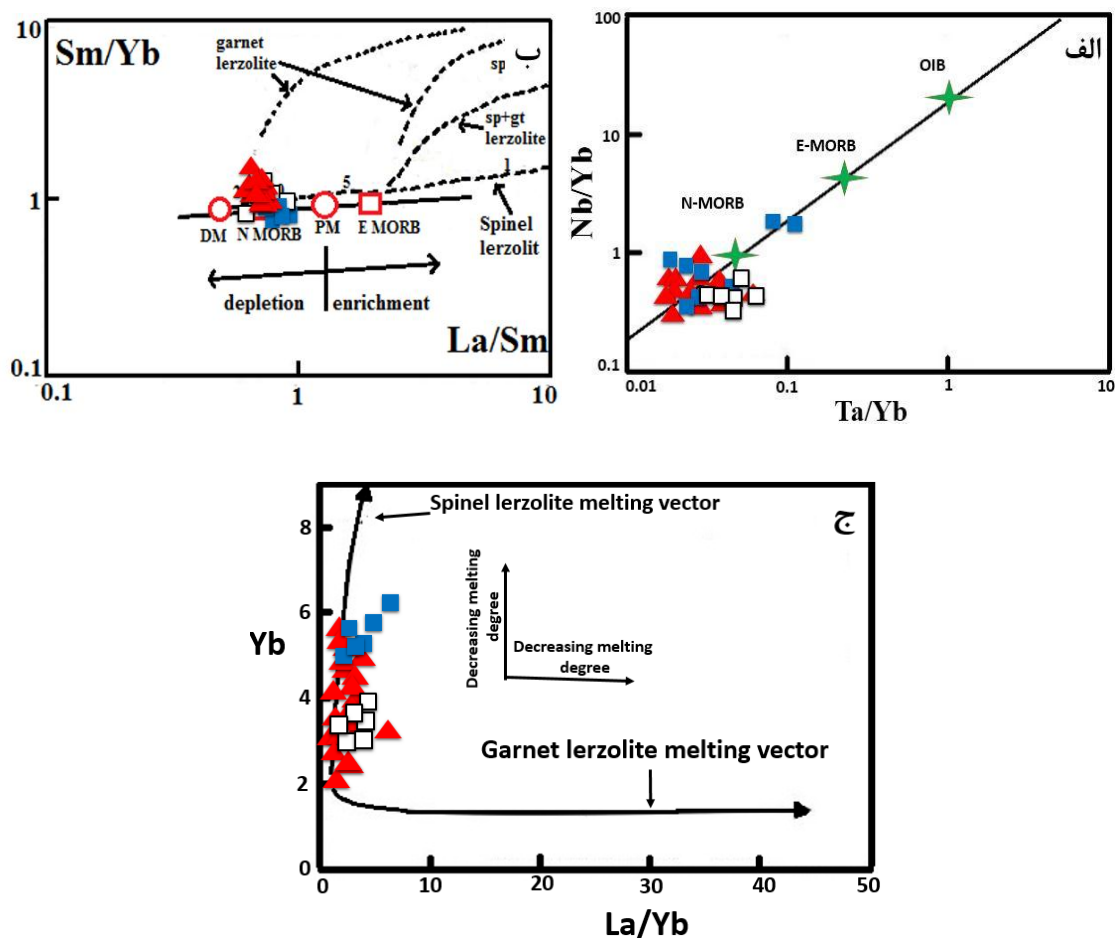 ب
10
Sm/Yb
garnet
lerzolite
sp
sp+gt
lerzolite
1
5
1
Spinel
lerzolit
DM
N MORB
PM
E MORB
depletion
enrichment
La/Sm
0.1
0.1
1
10
الف
100
OIB
E-MORB
10
N-MORB
Nb/Yb
1
0.1
0.01
0.1
1
10
Ta/Yb
ج
Spinel lerzolite melting vector
8
Decreasing melting
degree
6
Decreasing melting
degree
Yb
4
Garnet lerzolite melting vector
2
0
0
10
20
30
40
50
La/Yb